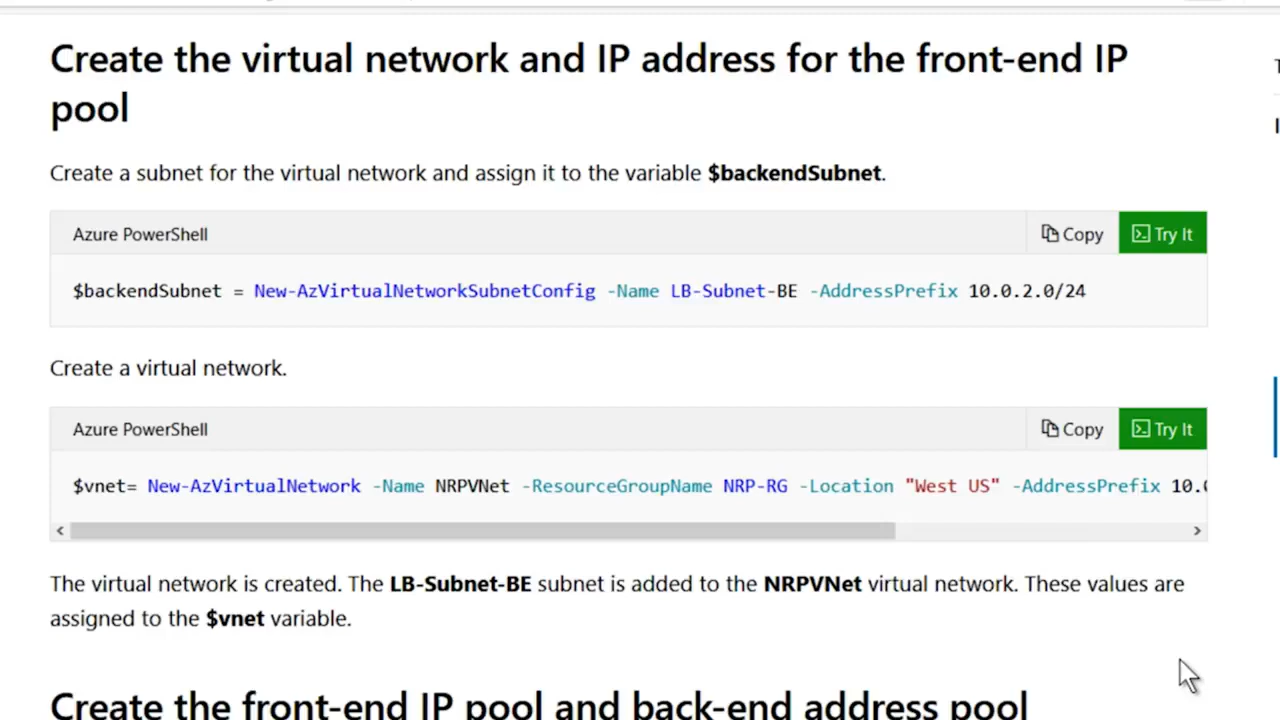 Create the virtual network and IP address for the front-end IP
pool
Create a subnet for the virtual network and assign it to the variable $backendSubnet.
Azure PowerShell
Copy
Try It
$backendSubnet = New-AzVirtualNetworkSubnetConfig -Name LB-Subnet-BE -AddressPrefix 10.0.2.0/24
Create a virtual network.
Azure PowerShell
Copy
Try It
$vnet= New-AzVirtualNetwork -Name NRPVNet -ResourceGroupName NRP-RG -Location "West US" -AddressPrefix 10.
The virtual network is created. The LB-Subnet-BE subnet is added to the NRPVNet virtual network. These values are
assigned to the $vnet variable.
Create the front-end IP pool and back-end address pool